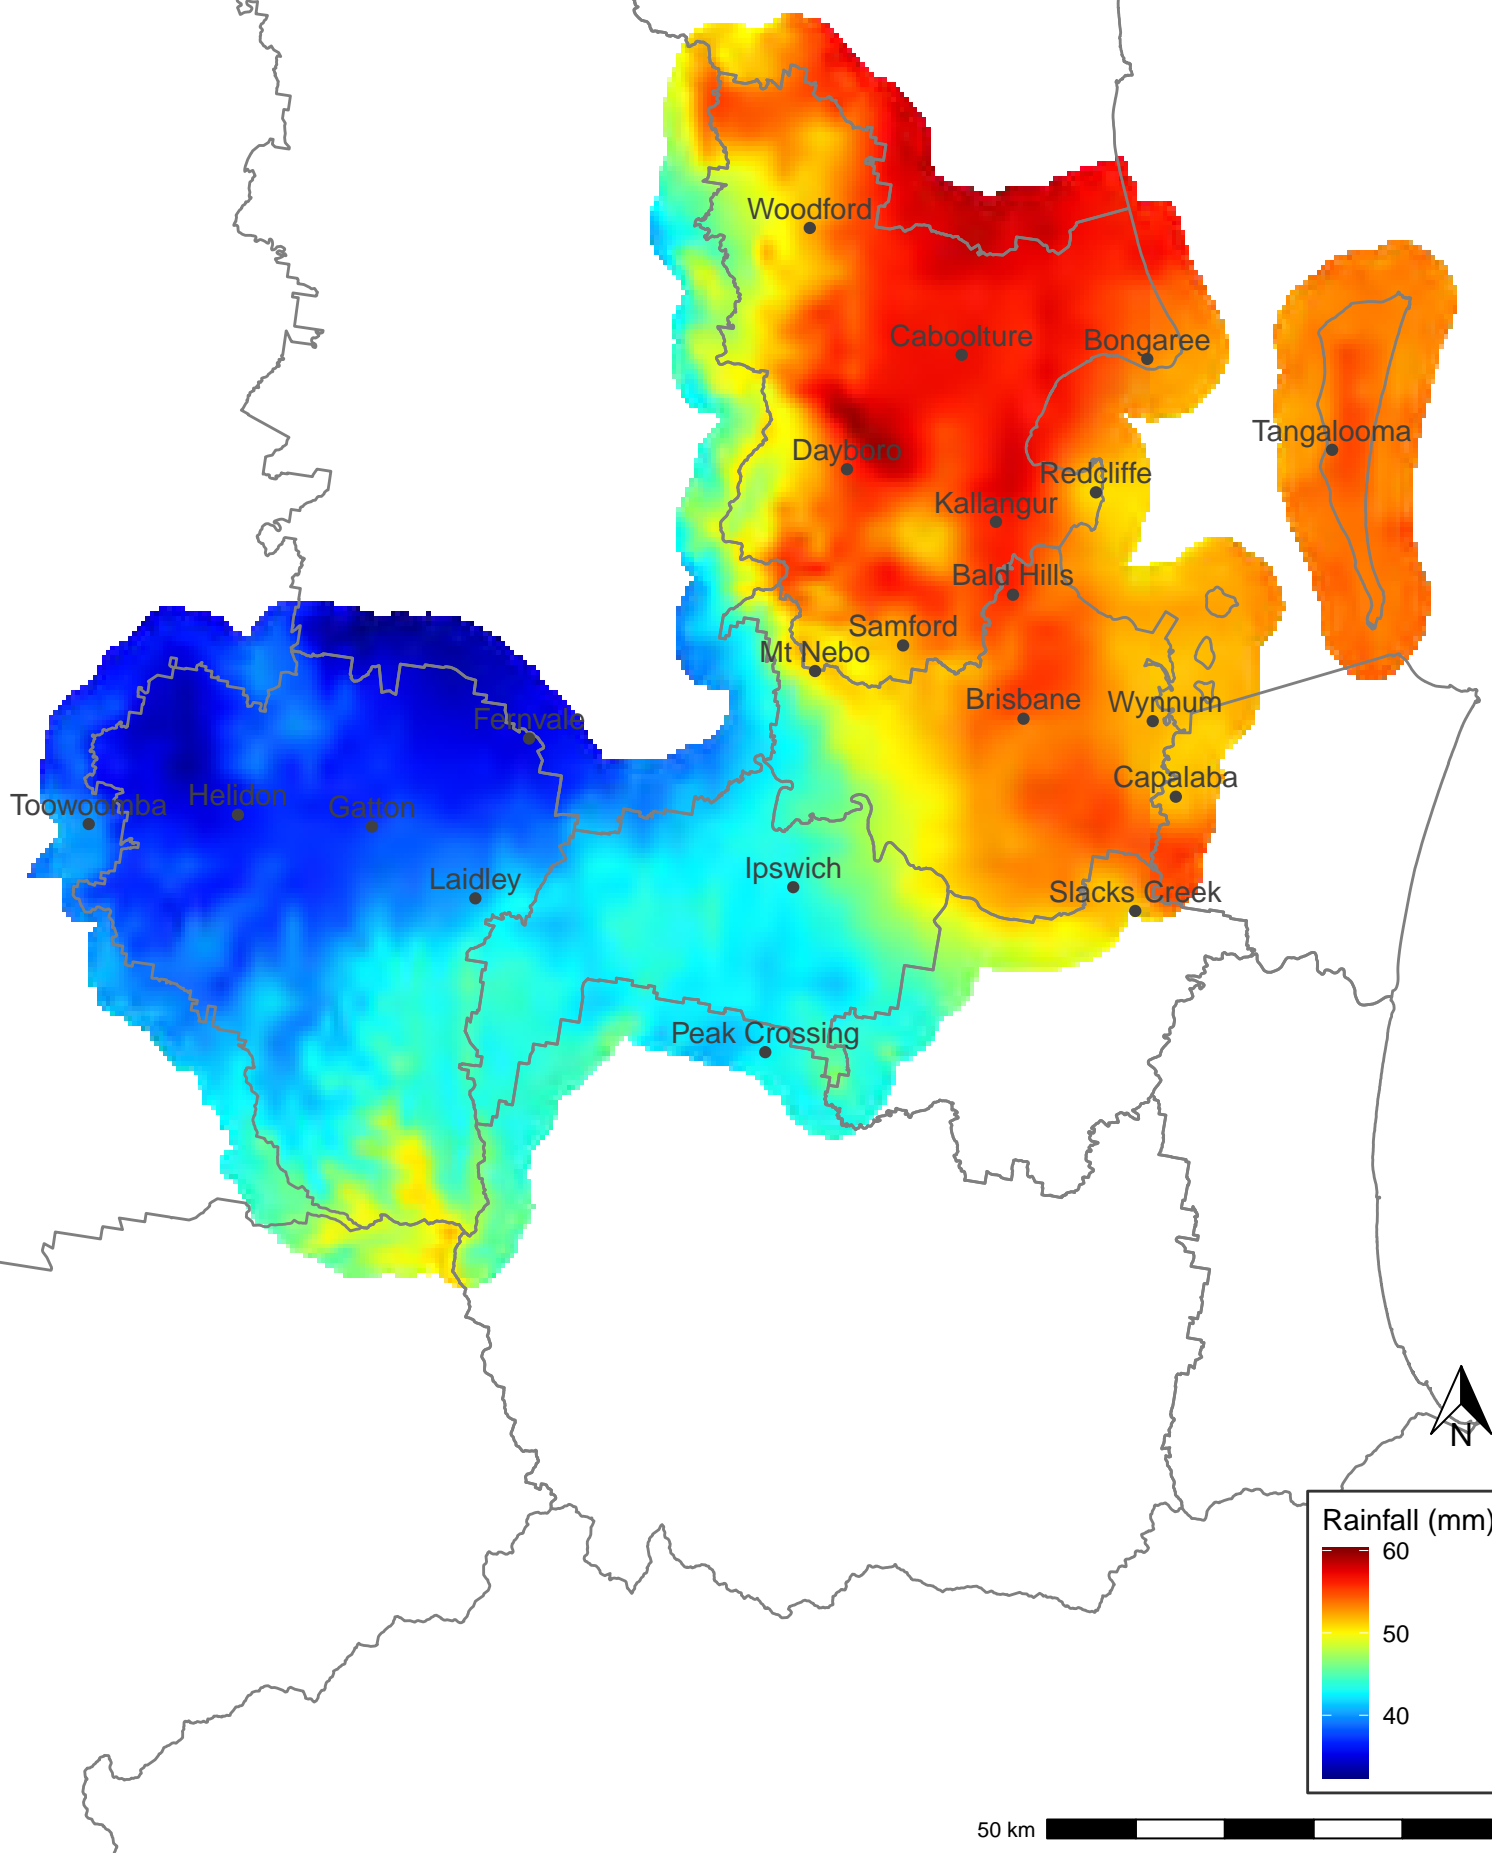 Woodford
Caboolture
Bongaree
Tangalooma
Dayboro
Redcliffe
Kallangur
Bald Hills
Samford
Mt Nebo
Brisbane
Wynnum
Fernvale
Capalaba
Toowoomba
Helidon
Gatton
Ipswich
Laidley
Slacks Creek
Peak Crossing
N
Rainfall (mm)
60
50
40
50 km